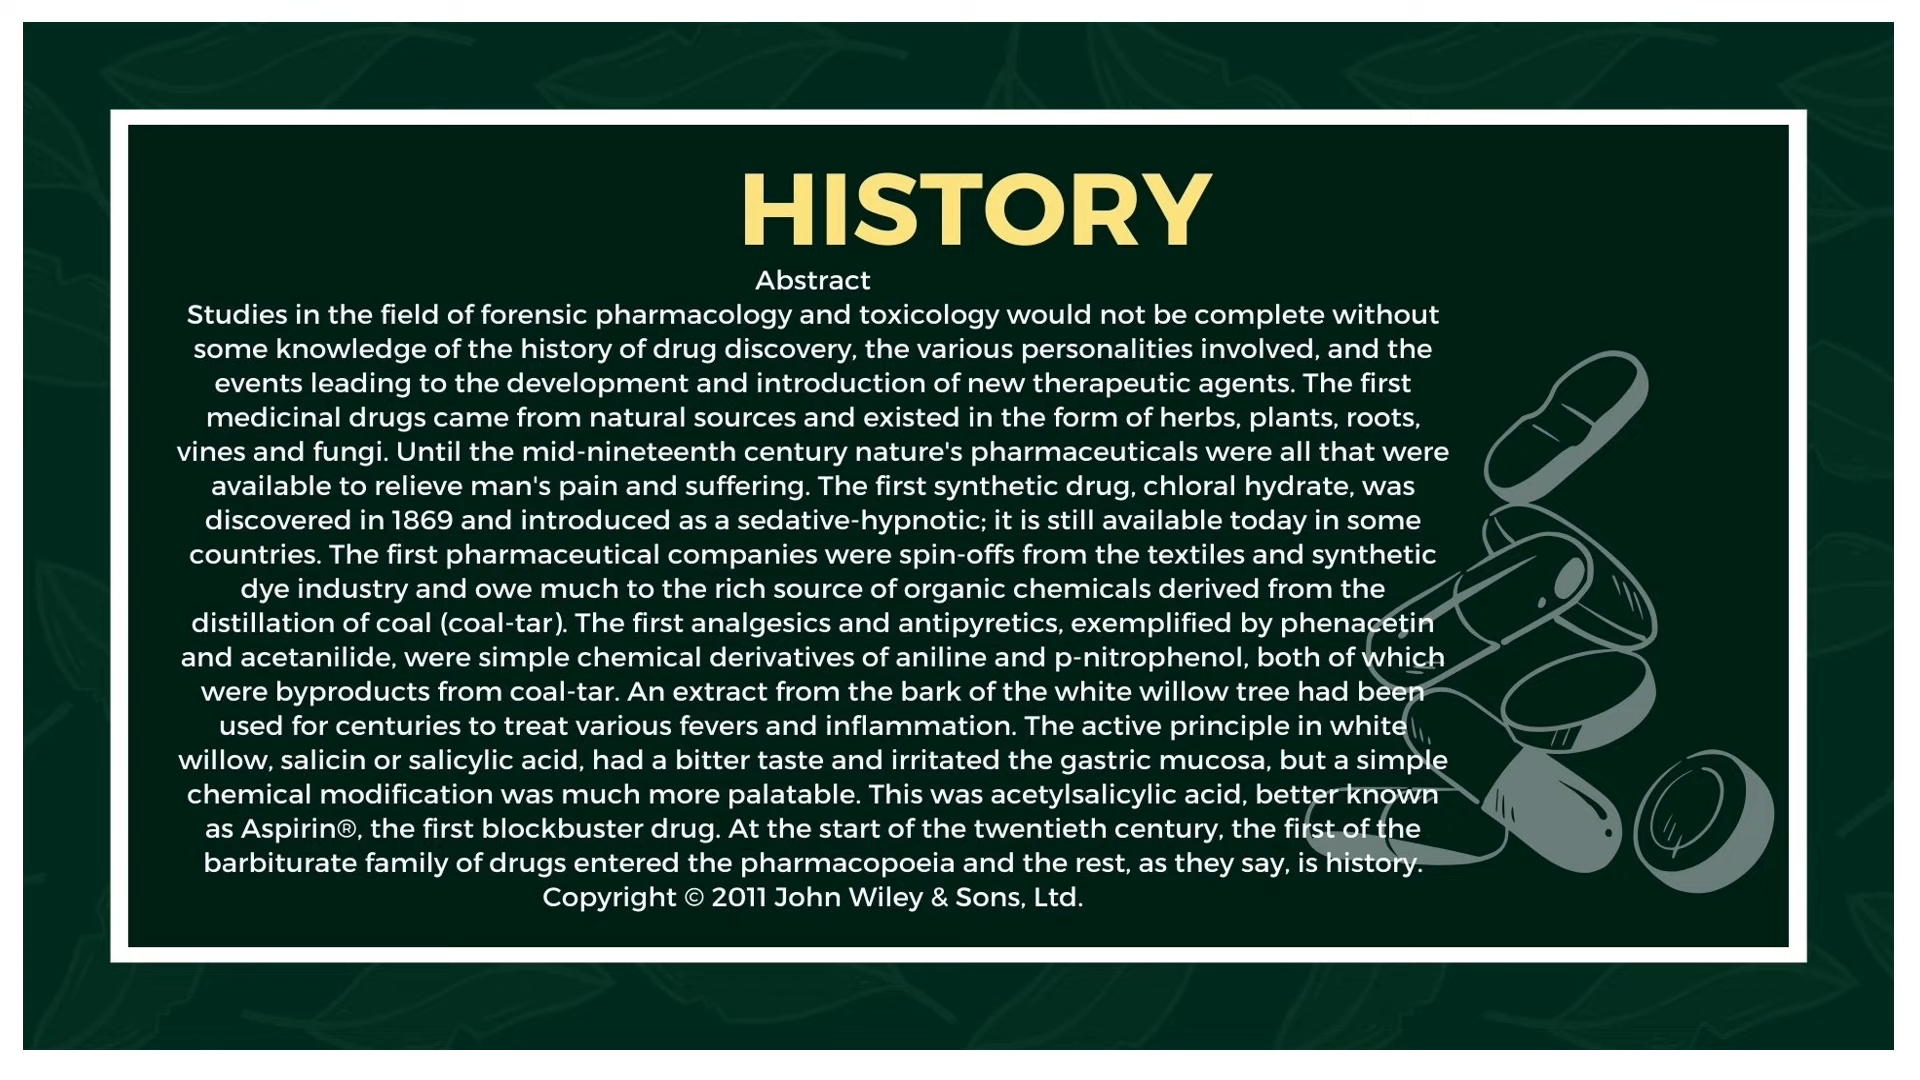 HISTORY
Abstract
Studies in the field of forensic pharmacology and toxicology would not be complete without
some knowledge of the history of drug discovery, the various personalities involved, and the
events leading to the development and introduction of new therapeutic agents. The first
medicinal drugs came from natural sources and existed in the form of herbs, plants, roots,
vines and fungi. Until the mid-nineteenth century nature's pharmaceuticals were all that were
available to relieve man's pain and suffering. The first synthetic drug, chloral hydrate, was
discovered in 1869 and introduced as a sedative-hypnotic; it is still available today in some
countries. The first pharmaceutical companies were spin-offs from the textiles and synthetic
dye industry and owe much to the rich source of organic chemicals derived from the
distillation of coal (coal-tar). The first analgesics and antipyretics, exemplified by phenacetin
and acetanilide, were simple chemical derivatives of aniline and p-nitrophenol, both of which
were byproducts from coal-tar. An extract from the bark of the white willow tree had been
used for centuries to treat various fevers and inflammation. The active principle in white
willow, salicin or salicylic acid, had a bitter taste and irritated the gastric mucosa, but a simple
chemical modification was much more palatable. This was acetylsalicylic acid, better known
as Aspirin®, the first blockbuster drug. At the start of the twentieth century, the first of the
barbiturate family of drugs entered the pharmacopoeia and the rest, as they say, is history.
Copyright © 2011 John Wiley & Sons, Ltd.